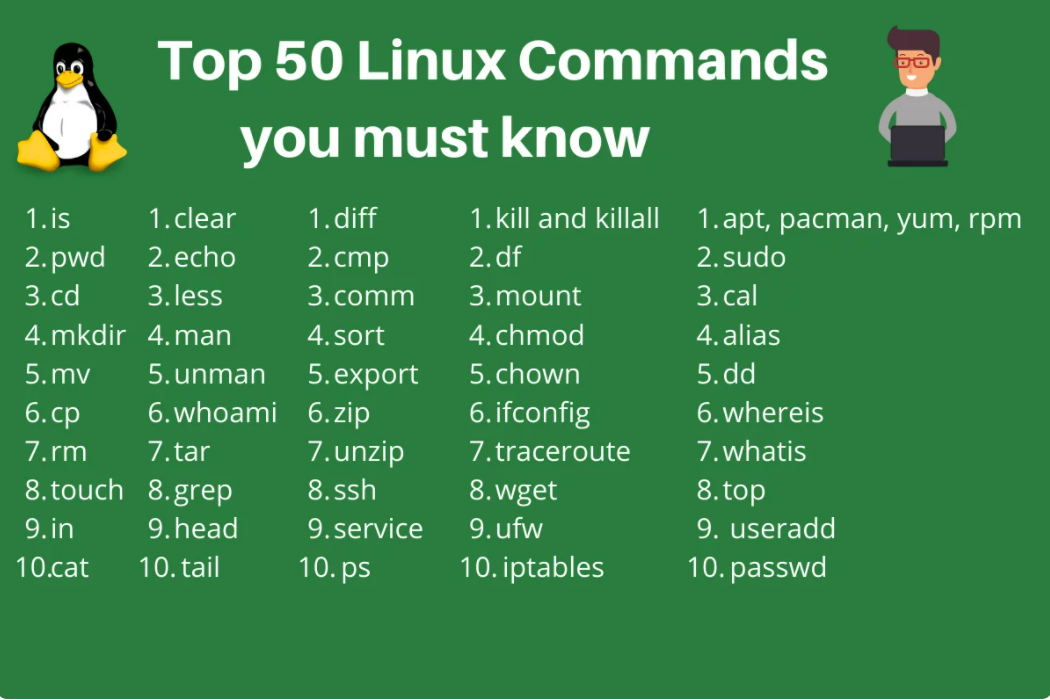 Top 50 Linux Commands
you must know
1. is
2. pwd
3. cd
4. mkdir
5. mv
6. cp
7. rm
8. touch
9. in
10. cat
1. clear
2. echo
3. less
4. man
5. unman
6. whoami
7. tar
8. grep
9. head
10. tail
1. diff
2. cmp
3. comm
4. sort
5. export
6. zip
7. unzip
8. ssh
9. service
10. ps
1. kill and killall
2. df
3. mount
4. chmod
5. chown
6. ifconfig
7. traceroute
8. wget
9. ufw
10. iptables
1. apt, pacman, yum, rpm
2. sudo
3. cal
4. alias
5. dd
6. whereis
7. whatis
8. top
9. useradd
10. passwd